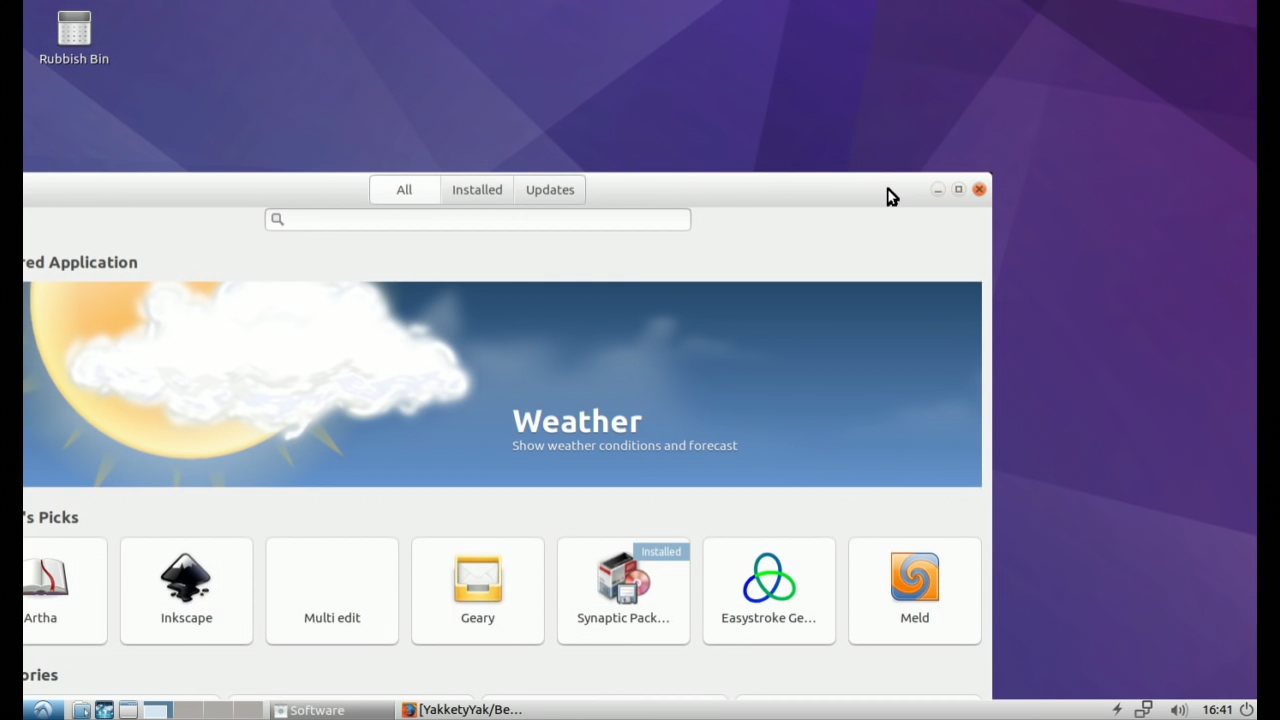 Rubbish Bin
All Installed Updates
red Application
Weather
Show weather conditions and forecast
's Picks
Installed
Artha Inkscape Multi edit Geary Synaptic Pack... Easystroke Ge... Meld
ories
Software [YakketyYak/Be... 16:41